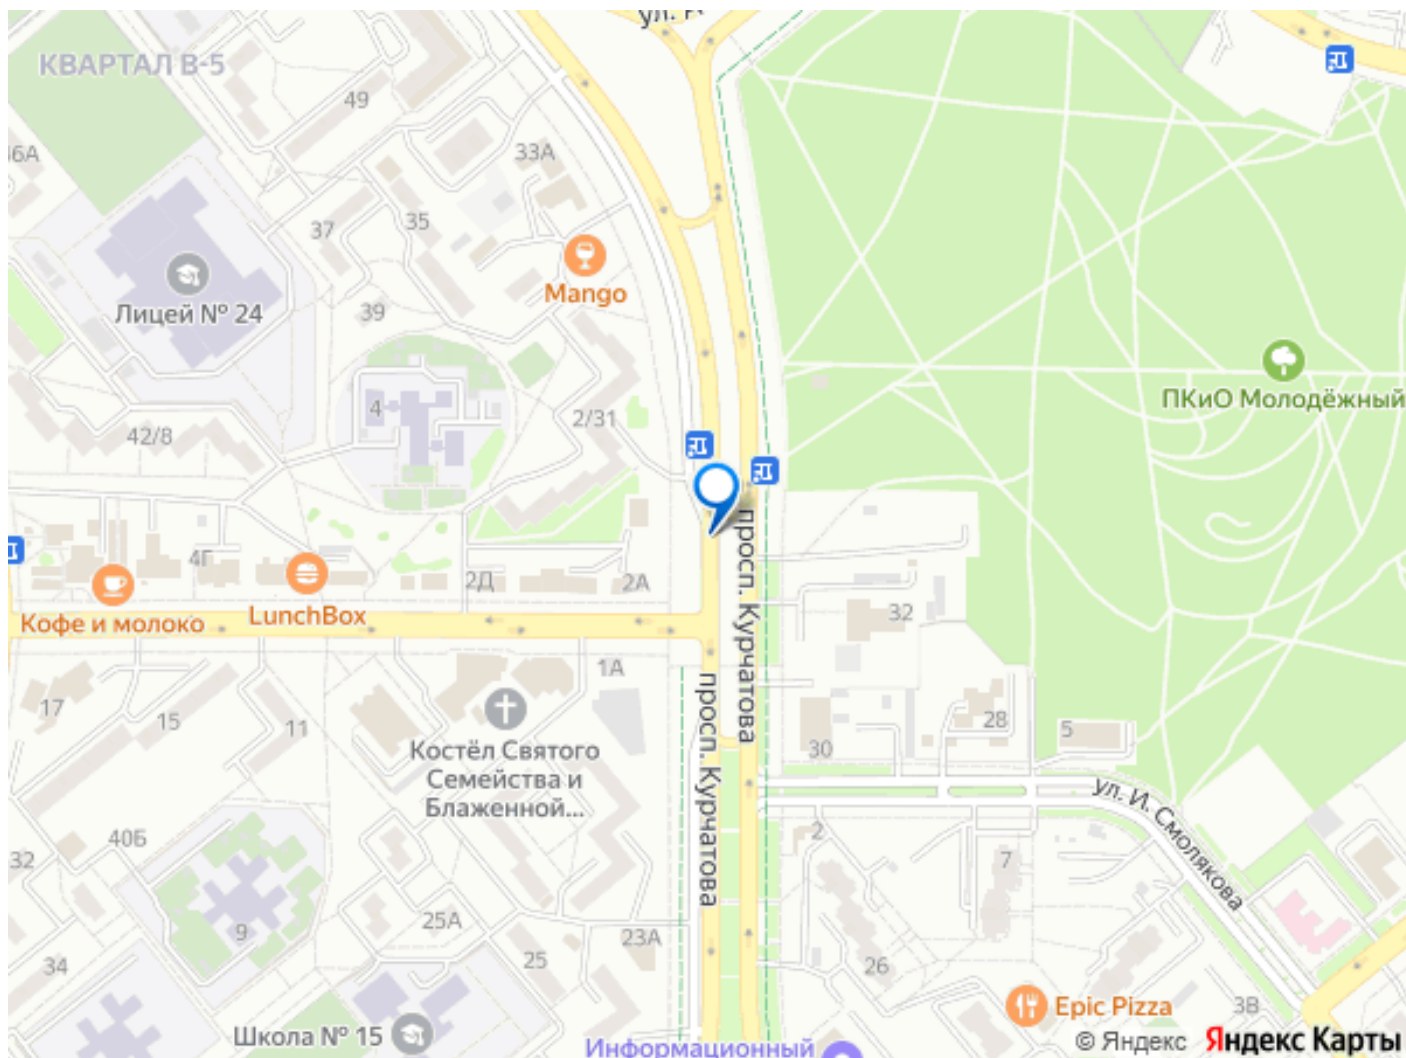 КВАРТАЛ В-5
49
33А
37
35
Mango
Лицей № 24
39
4
2/31
42/8
ПКиО Молодёжный
4Г
2Д
2А
LunchBox
Кофе и молоко
просп. Курчатова
32
1А
17
15
11
Костёл Святого
Семейства и
Блаженной...
просп. Курчатова
28
5
30
ул. И. Смолякова
2
7
40Б
32
9
25А
23А
25
34
26
Школа № 15
Epic Pizza
3В
Информационный
© Яндекс
Яндекс Карты